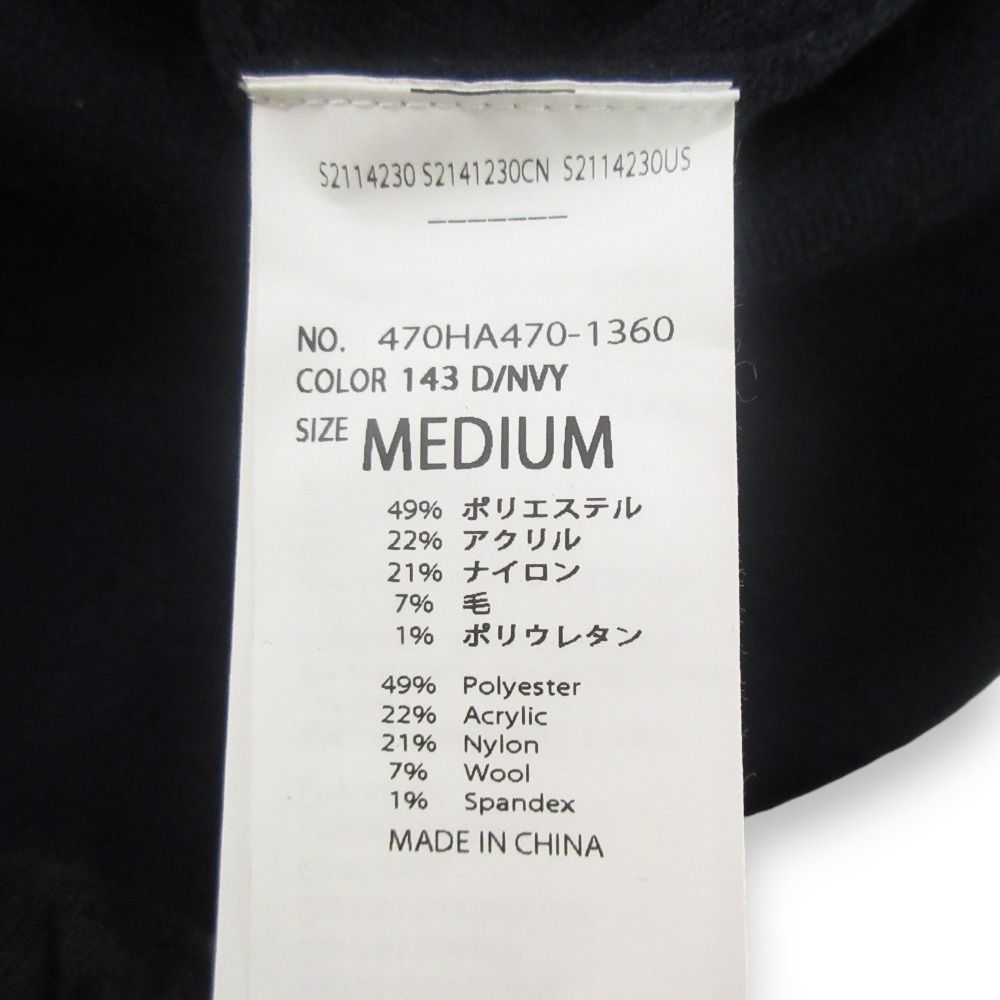 S2114230 S2141230CN S2114230US
-------
NO. 470HA470-1360
COLOR 143 D/NVY
SIZE MEDIUM
49% ポリエステル
22% アクリル
21% ナイロン
7% 毛
1% ポリウレタン
49% Polyester
22% Acrylic
21% Nylon
7% Wool
1% Spandex
MADE IN CHINA